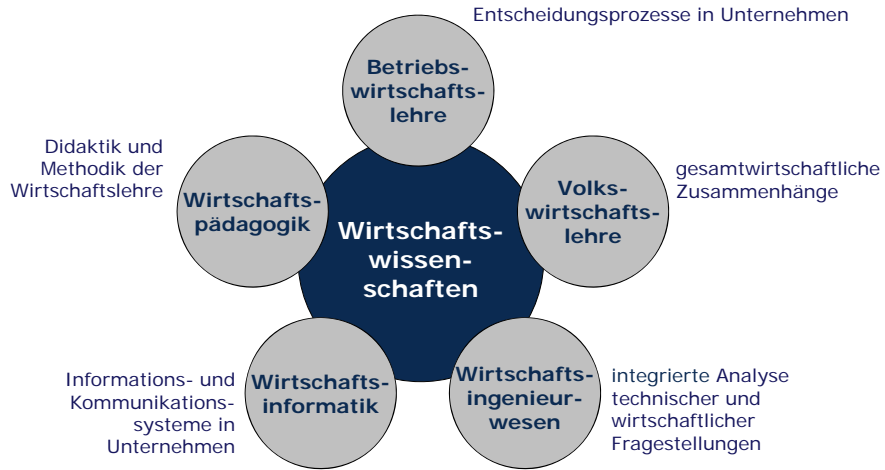 Entscheidungsprozesse in Unternehmen
Betriebs-
wirtschafts-
lehre
Didaktik und
Methodik der
Wirtschaftslehre
Wirtschafts-
pädagogik
Volks-
wirtschafts-
lehre
gesamtwirtschaftliche
Zusammenhänge
Wirtschafts-
wissen-
schaften
Informations- und
Kommunikations-
systeme in
Unternehmen
Wirtschafts-
informatik
Wirtschafts-
ingenieur-
wesen
integrierte Analyse
technischer und
wirtschaftlicher
Fragestellungen